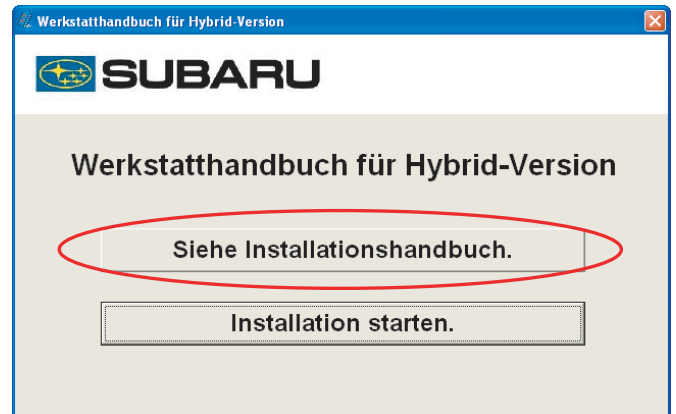 Werkstatthandbuch für Hybrid-Version
SUBARU
Werkstatthandbuch für Hybrid-Version
Siehe Installationshandbuch.
Installation starten.